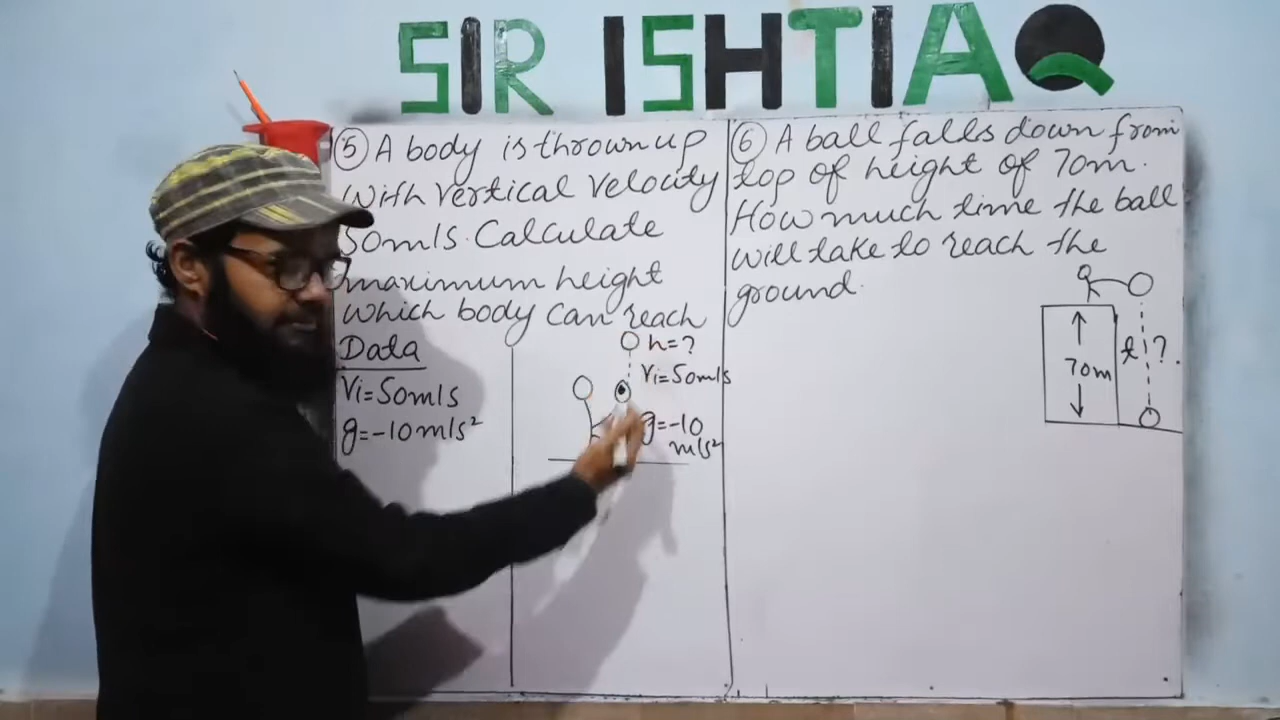 SIR ISHTIAQ
⑤ A body is thrown up
with vertical velocity
50m/s. Calculate
maximum height
which body can reach
Data
Vi=50m/s
g=-10m/s²
h=?
Vi=50m/s
g=-10
m/s²
⑥ A ball falls down from
top of height of 70m.
How much time the ball
will take to reach the
ground.
70m
t?.